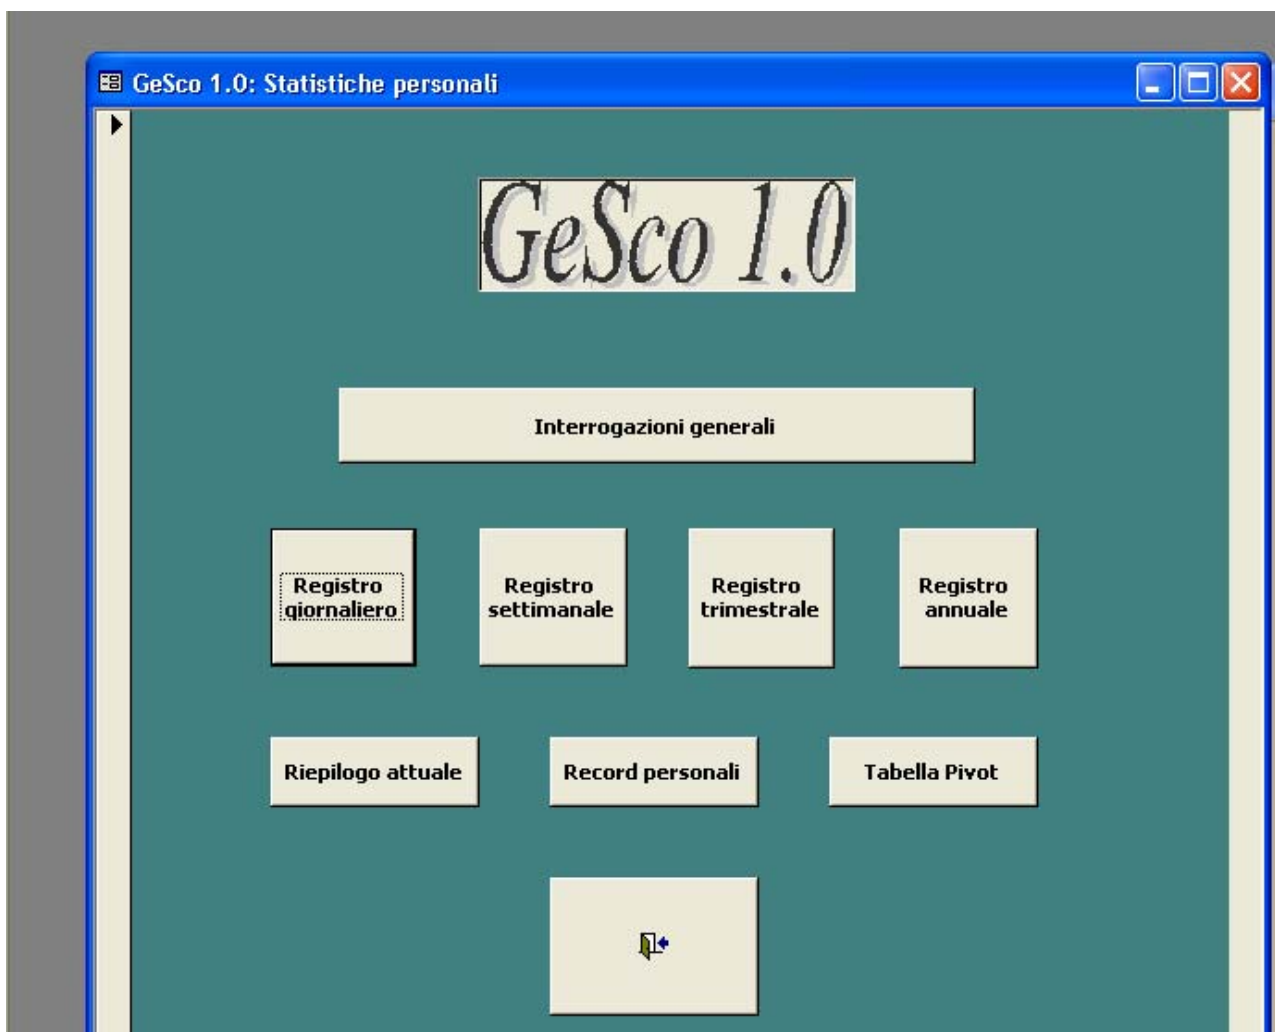 GeSco 1.0: Statistiche personali
GeSco 1.0
Interrogazioni generali
Registro
giornaliero
Registro
settimanale
Registro
trimestrale
Registro
annuale
Riepilogo attuale
Record personali
Tabella Pivot